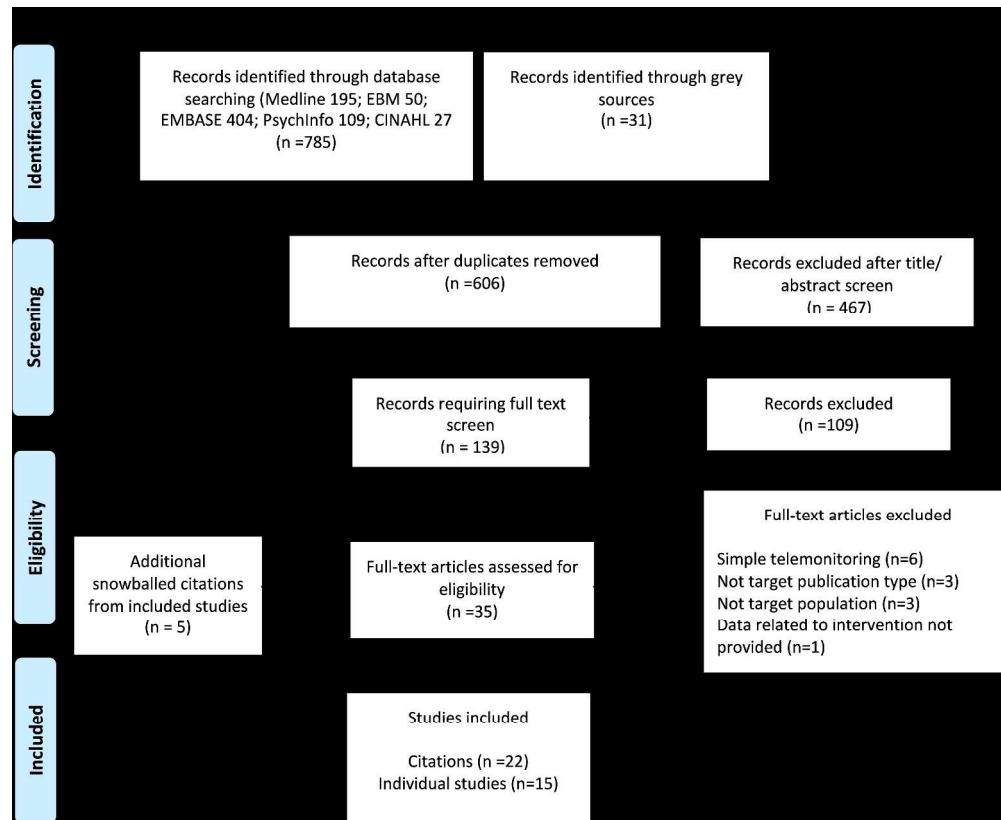 Identification
Records identified through database
searching (Medline 195; EBM 50;
EMBASE 404; PsychInfo 109; CINAHL 27
(n =785)
Records identified through grey
sources
(n =31)
Screening
Records after duplicates removed
(n =606)
Records excluded after title/
abstract screen
(n = 467)
Records requiring full text
screen
(n = 139)
Records excluded
(n =109)
Eligibility
Additional
snowballed citations
from included studies
(n = 5)
Full-text articles assessed for
eligibility
(n = 35)
Full-text articles excluded
Simple telemonitoring (n=6)
Not target publication type (n=3)
Not target population (n=3)
Data related to intervention not
provided (n=1)
Included
Studies included
Citations (n =22)
Individual studies (n=15)